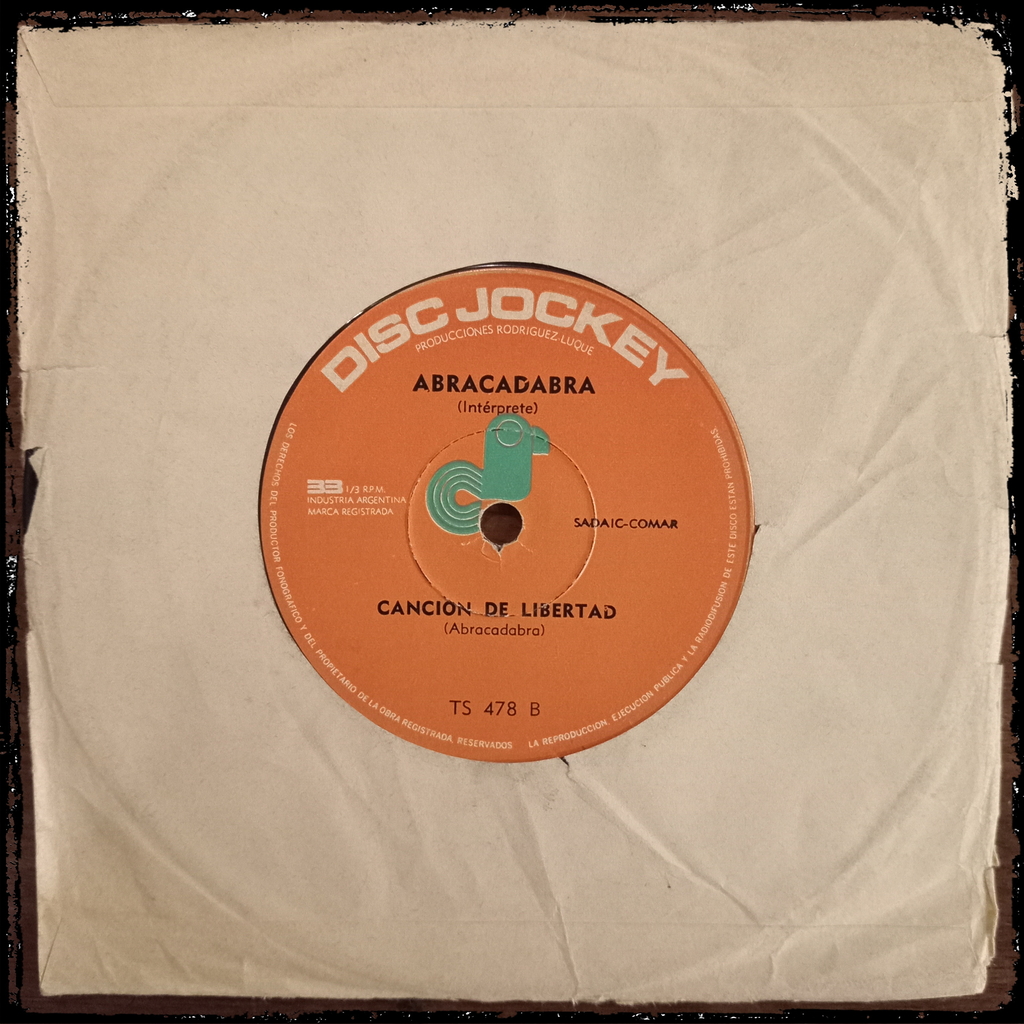 DISC JOCKEY
PRODUCCIONES RODRIGUEZ-LUQUE
ABRACADABRA
(Intérprete)
33 1/3 R.P.M.
INDUSTRIA ARGENTINA
MARCA REGISTRADA
SADAIC-COMAR
CANCION DE LIBERTAD
(Abracadabra)
TS 478 B
LOS DERECHOS DEL PRODUCTOR FONOGRAFICO Y DEL PROPIETARIO DE LA OBRA REGISTRADA, RESERVADOS
LA REPRODUCCION, EJECUCION PUBLICA Y LA RADIODIFUSION DE ESTE DISCO ESTAN PROHIBIDAS.